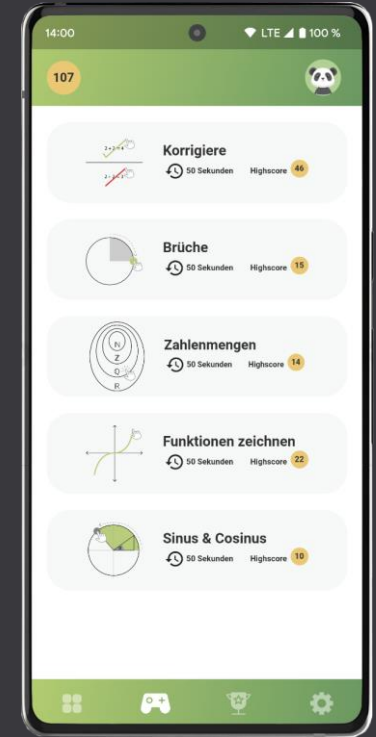 14:00 LTE 100 %
107
Korrigiere
50 Sekunden Highscore 46
Brüche
50 Sekunden Highscore 15
N
Z
Q
R
Zahlenmengen
50 Sekunden Highscore 14
Funktionen zeichnen
50 Sekunden Highscore 22
Sinus & Cosinus
50 Sekunden Highscore 10